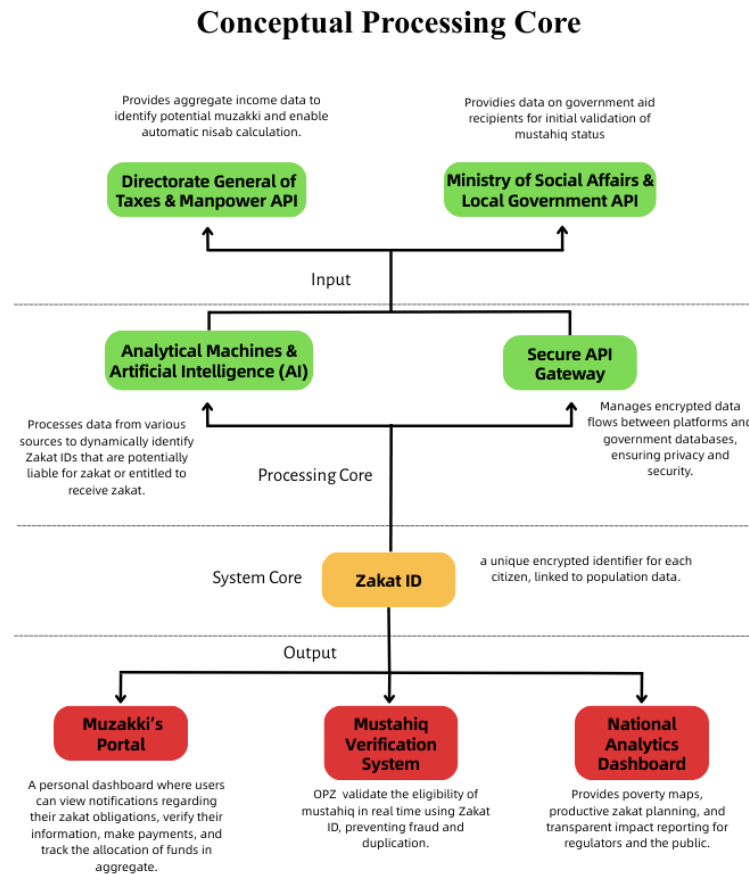 Conceptual Processing Core
Provides aggregate income data to
identify potential muzakki and enable
automatic nisab calculation.
Providies data on government aid
recipients for initial validation of
mustahiq status
Directorate General of
Taxes & Manpower API
Ministry of Social Affairs &
Local Government API
Input
Analytical Machines &
Artificial Intelligence (AI)
Secure API
Gateway
Processes data from various
sources to dynamically identify
Zakat IDs that are potentially
liable for zakat or entitled to
receive zakat.
Manages encrypted data
flows between platforms and
government databases,
ensuring privacy and
security.
Processing Core
System Core
Zakat ID
a unique encrypted identifier for each
citizen, linked to population data.
Output
Muzakki's
Portal
Mustahiq
Verification
System
National
Analytics
Dashboard
A personal dashboard where users
can view notifications regarding
their zakat obligations, verify their
information, make payments, and
track the allocation of funds in
aggregate.
OPZ validate the eligibility of
mustahiq in real time using Zakat
ID, preventing fraud and
duplication.
Provides poverty maps,
productive zakat planning, and
transparent impact reporting for
regulators and the public.